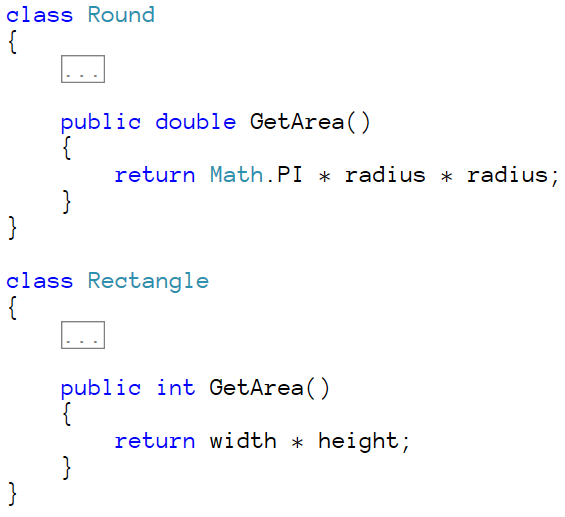 class Round
{
...
public double GetArea()
{
return Math.PI * radius * radius;
}
}
class Rectangle
{
...
public int GetArea()
{
return width * height;
}
}